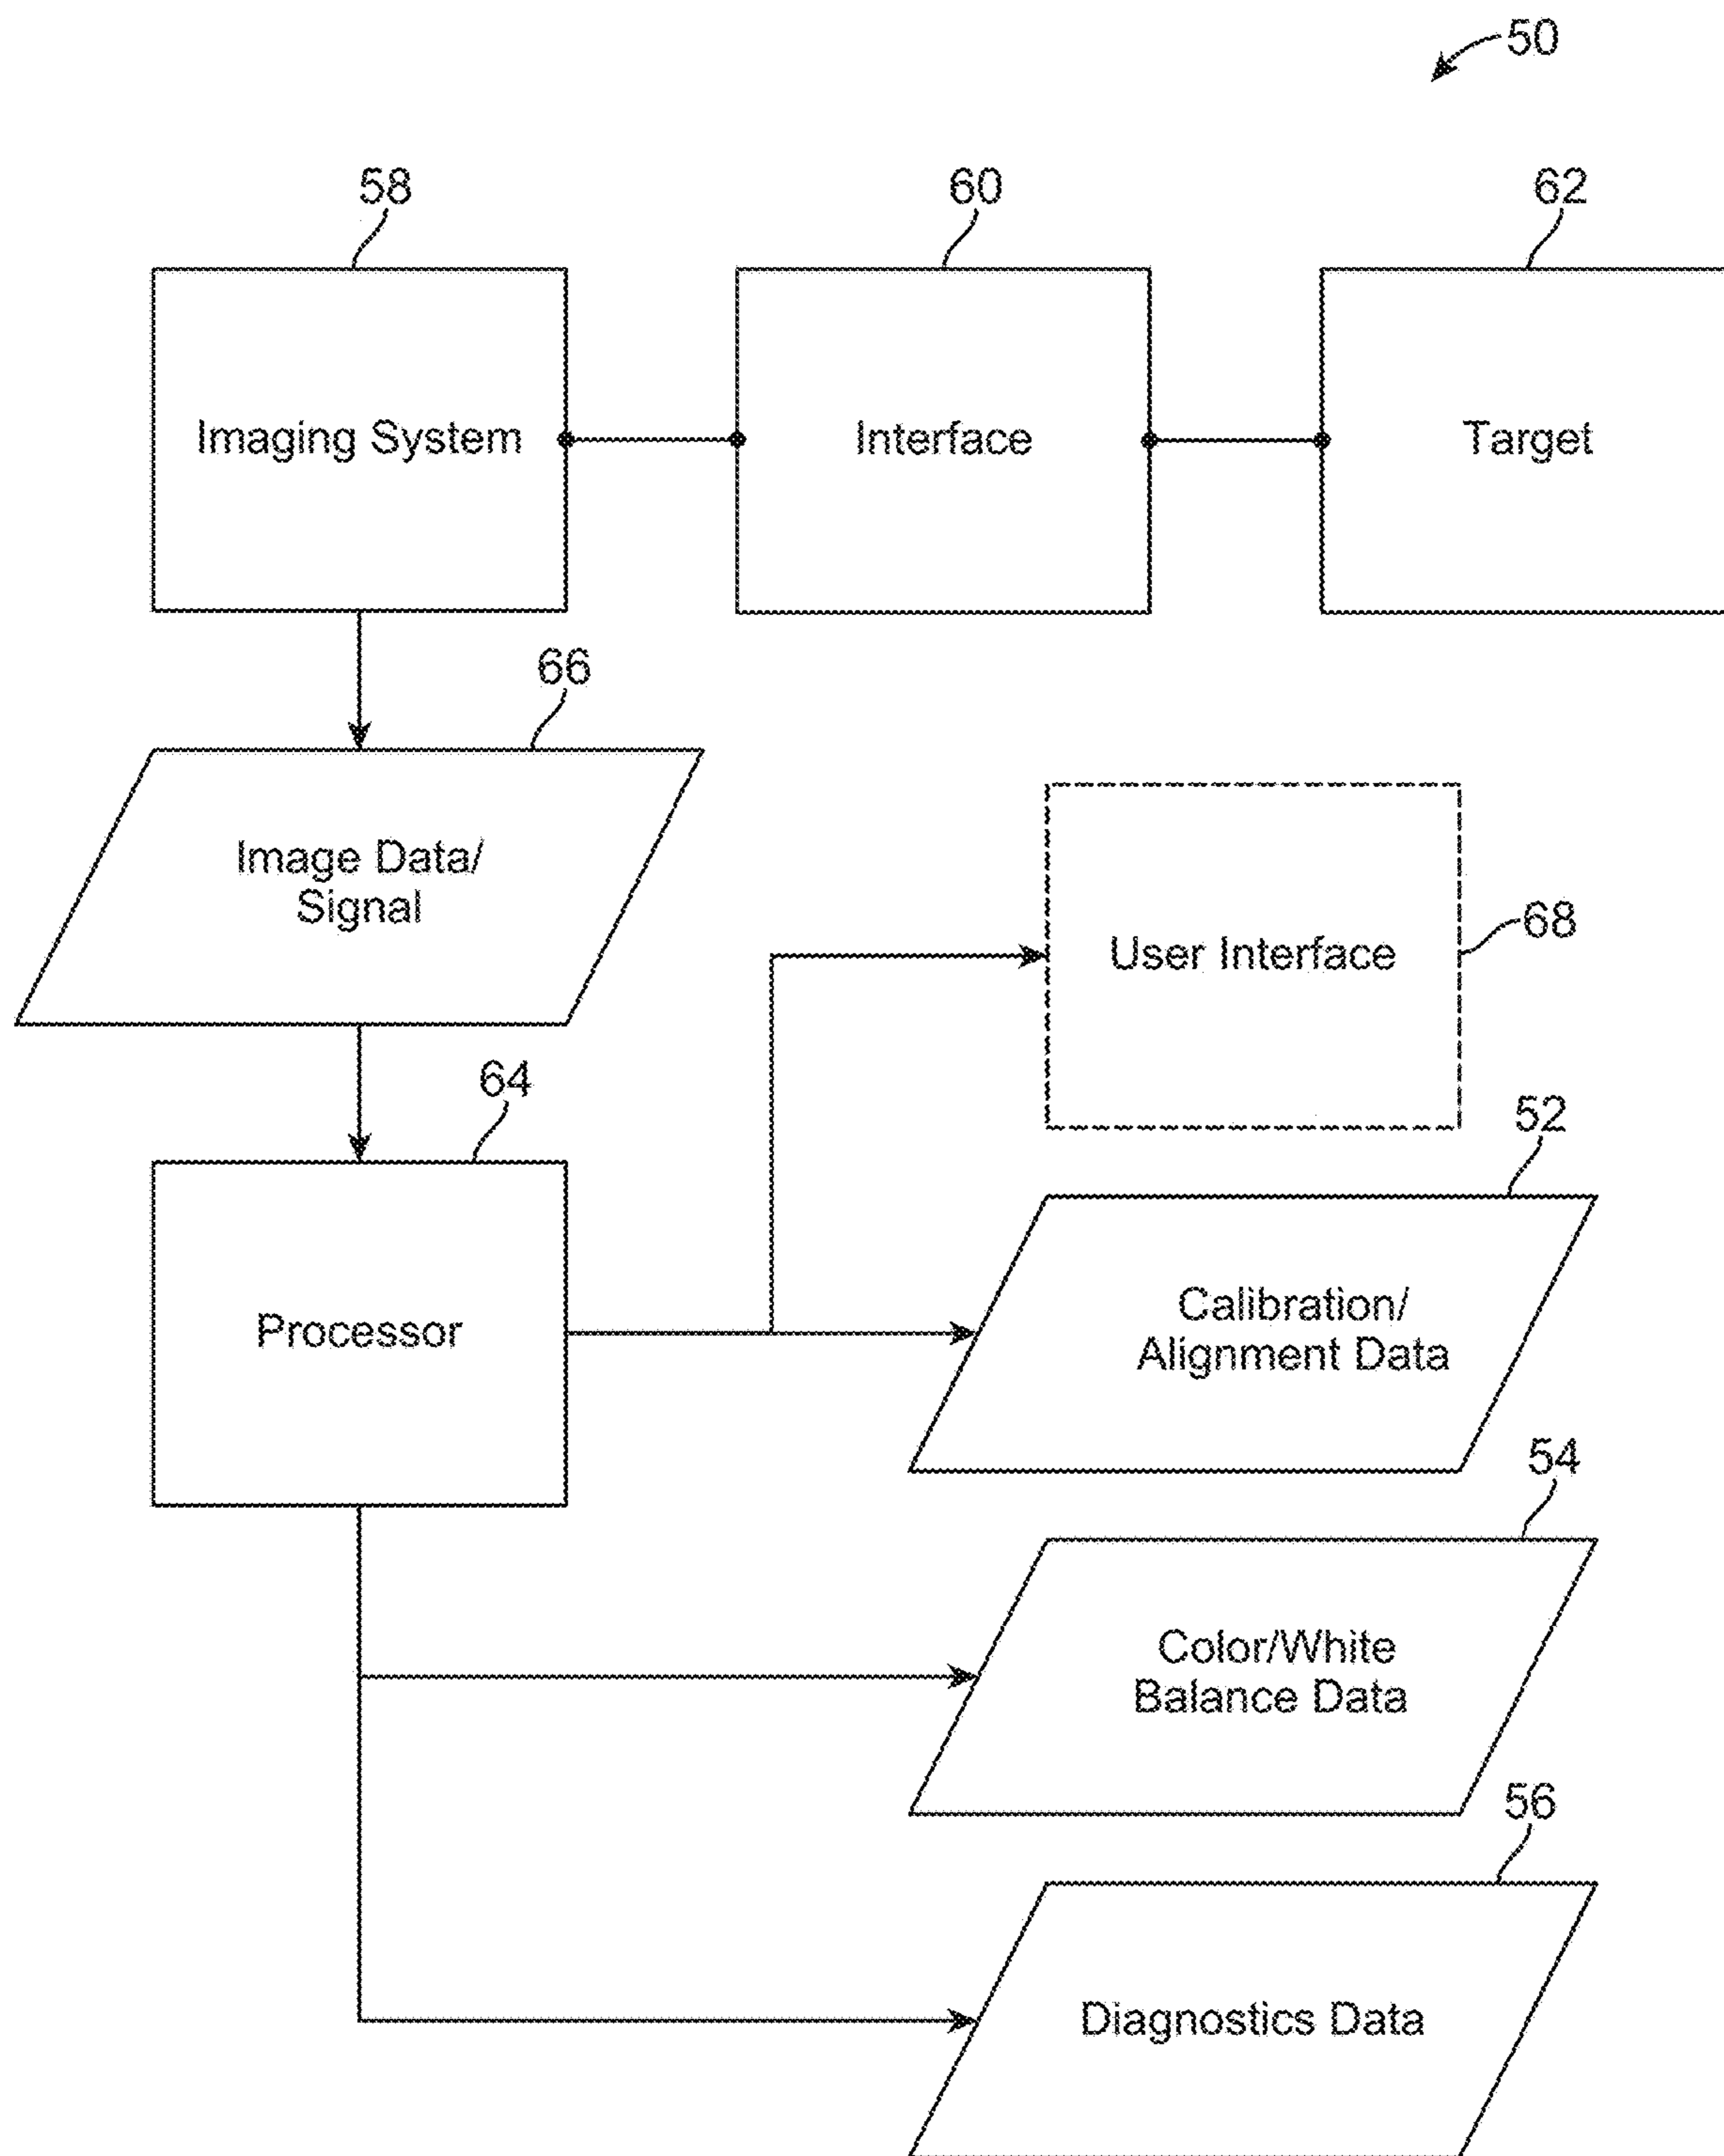 50
58
60
62
Imaging System
Interface
Target
66
Image Data/
Signal
68
User Interface
64
52
Processor
Calibration/
Alignment Data
54
Color/White
Balance Data
56
Diagnostics Data